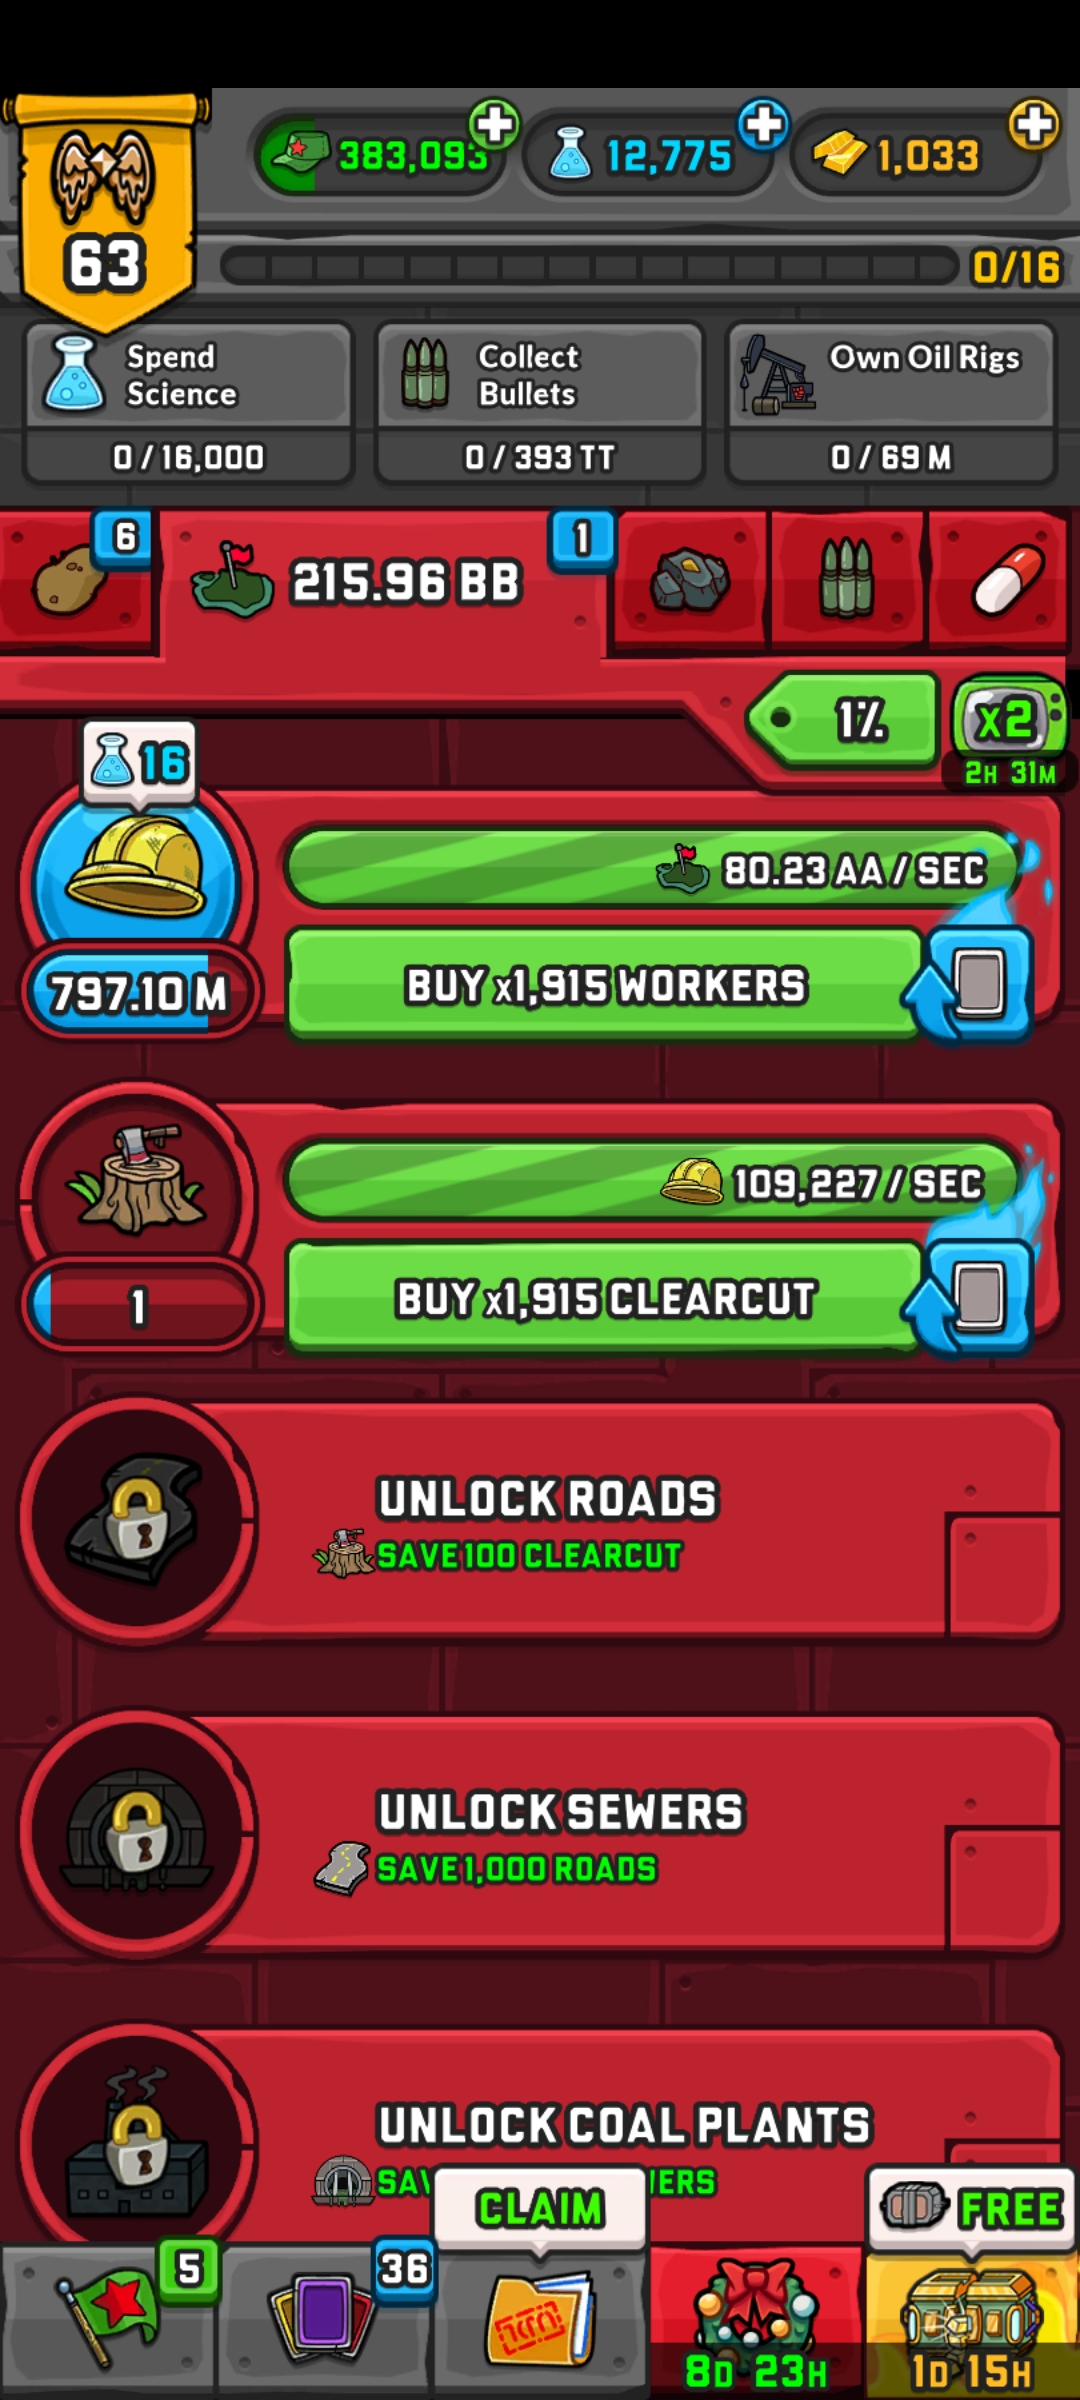 383,093
12,775
1,033
63
0/16
Spend
Science
0 / 16,000
Collect
Bullets
0 / 393 TT
Own Oil Rigs
0 / 69 M
6
215.96 BB
1
1%
x2
2H 31M
16
80.23 AA / SEC
797.10 M
BUY x1,915 WORKERS
109,227 / SEC
1
BUY x1,915 CLEARCUT
UNLOCK ROADS
SAVE 100 CLEARCUT
UNLOCK SEWERS
SAVE 1,000 ROADS
UNLOCK COAL PLANTS
CLAIM
FREE
5
36
8D 23H
1D 15H